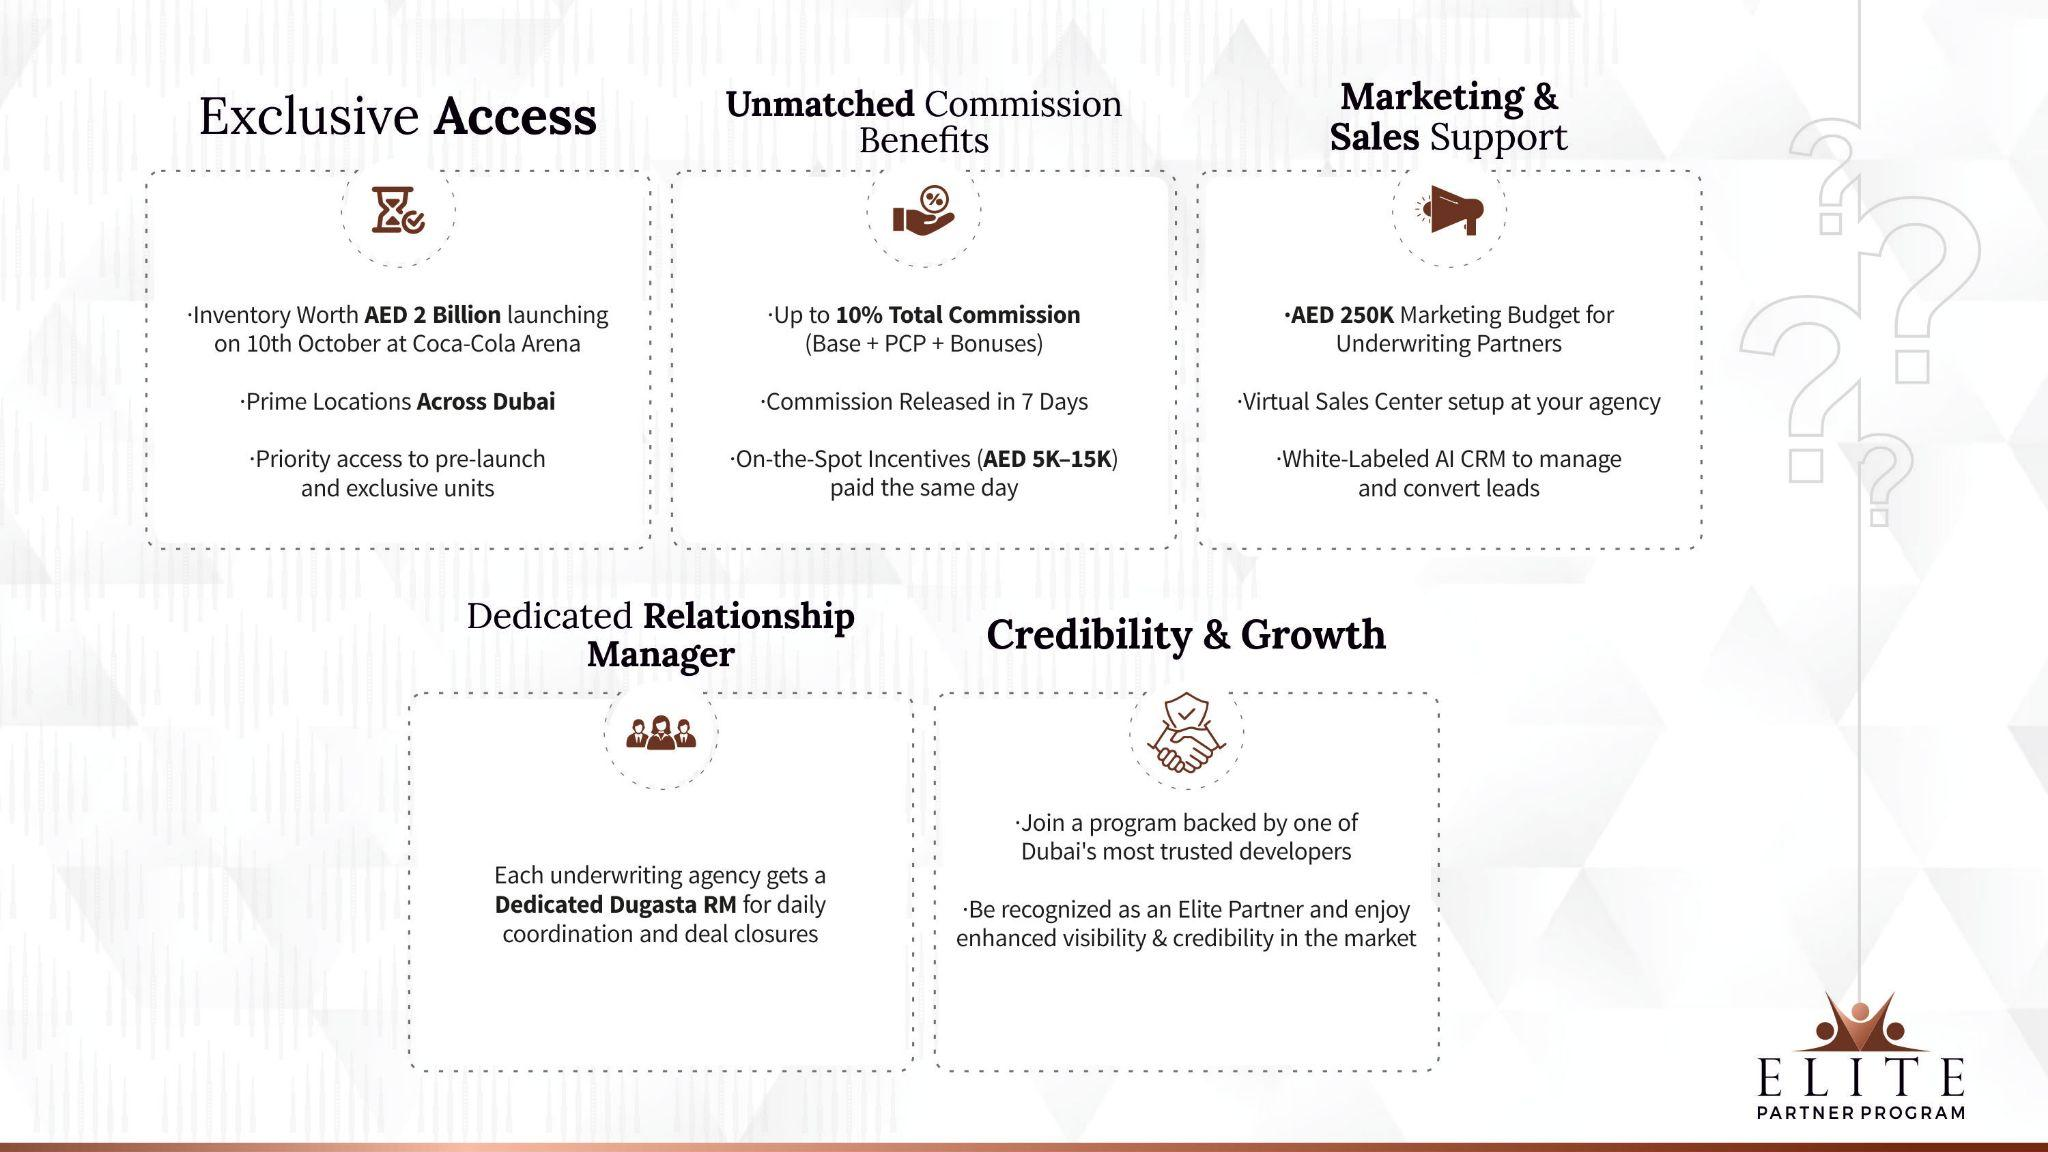 Exclusive Access
·Inventory Worth AED 2 Billion launching
on 10th October at Coca-Cola Arena
·Prime Locations Across Dubai
·Priority access to pre-launch
and exclusive units
Unmatched Commission
Benefits
%
·Up to 10% Total Commission
(Base + PCP + Bonuses)
·Commission Released in 7 Days
·On-the-Spot Incentives (AED 5K–15K)
paid the same day
Marketing &
Sales Support
·AED 250K Marketing Budget for
Underwriting Partners
·Virtual Sales Center setup at your agency
·White-Labeled AI CRM to manage
and convert leads
?
?
?
?
Dedicated Relationship
Manager
Each underwriting agency gets a
Dedicated Dugasta RM for daily
coordination and deal closures
Credibility & Growth
·Join a program backed by one of
Dubai's most trusted developers
·Be recognized as an Elite Partner and enjoy
enhanced visibility & credibility in the market
ELITE
PARTNER PROGRAM